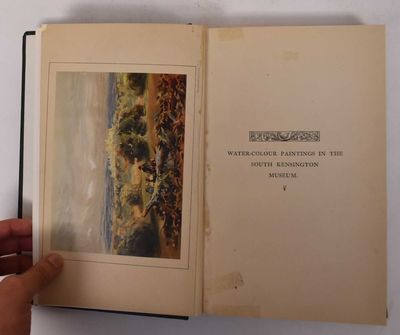 WATER-COLOUR PAINTINGS IN THE
SOUTH KENSINGTON
MUSEUM.